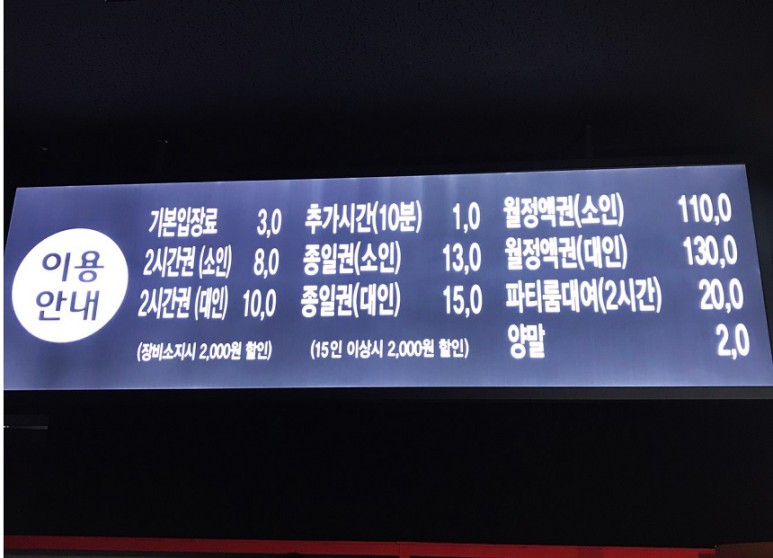 이용
안내
기본입장료 3,0
2시간권 (소인) 8,0
2시간권 (대인) 10,0
(장비소지시 2,000원 할인)
추가시간(10분) 1,0
종일권(소인) 13,0
종일권(대인) 15,0
(15인 이상시 2,000원 할인)
월정액권(소인) 110,0
월정액권(대인) 130,0
파티룸대여(2시간) 20,0
양말 2,0